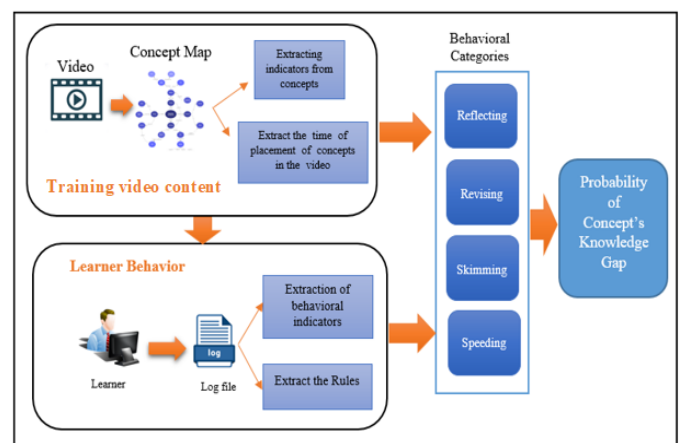 Video
Concept Map
Extracting
indicators from
concepts
Extract the time of
placement of concepts
in the video
Training video content
Learner Behavior
Learner
log
Log file
Extraction of
behavioral
indicators
Extract the Rules
Behavioral
Categories
Reflecting
Revising
Skimming
Speeding
Probability
of
Concept's
Knowledge
Gap